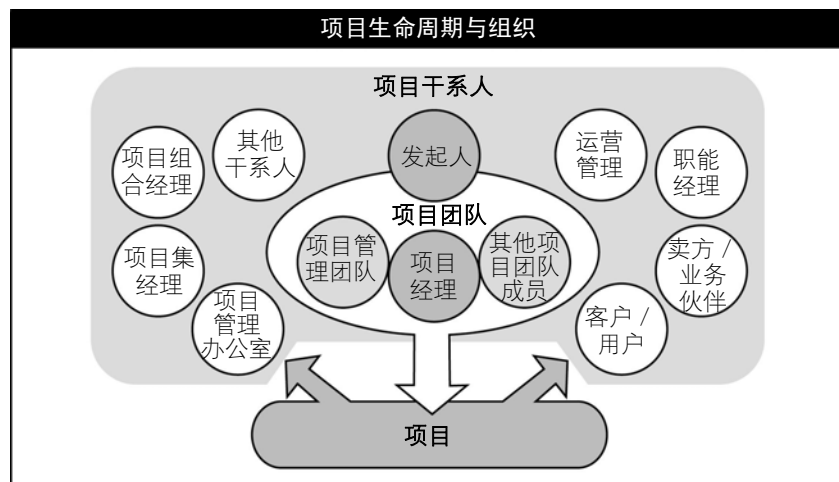 项目生命周期与组织
项目干系人
项目组
合经理
其他
干系人
发起人
运营
管理
职能
经理
项目团队
项目集
经理
项目管
理团队
项目
经理
其他项
目团队
成员
卖方 /
业务
伙伴
项目
管理
办公室
客户 /
用户
项目